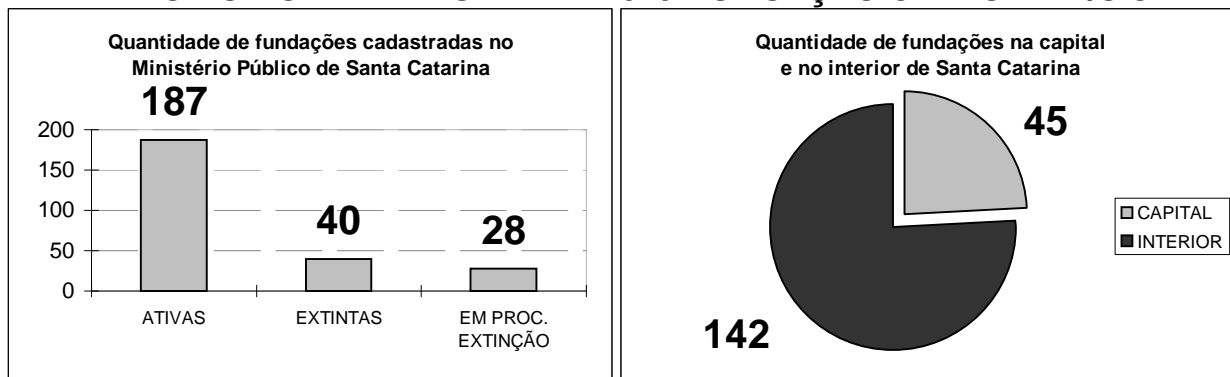 Quantidade de fundações cadastradas no
Ministério Público de Santa Catarina
187
200
150
100
50
0
40
28
ATIVAS
EXTINTAS
EM PROC.
EXTINÇÃO
Quantidade de fundações na capital
e no interior de Santa Catarina
45
142
CAPITAL
INTERIOR